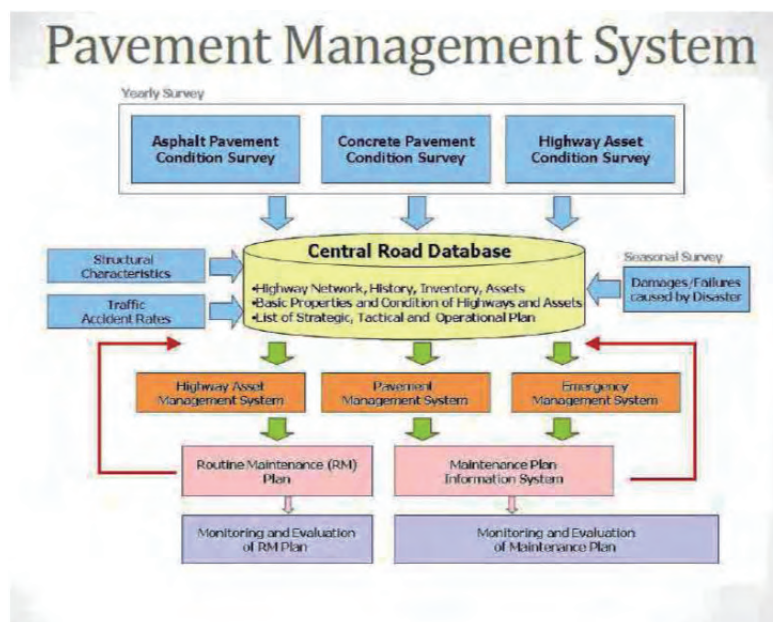 Pavement Management System
Yearly Survey
Asphalt Pavement
Condition Survey
Concrete Pavement
Condition Survey
Highway Asset
Condition Survey
Central Road Database
•Highway Network, History, Inventory, Assets
•Basic Properties and Condition of Highways and Assets
•List of Strategic, Tactical and Operational Plan
Structural
Characteristics
Traffic
Accident Rates
Seasonal Survey
Damages/Failures
caused by Disaster
Highway Asset
Management System
Pavement
Management System
Emergency
Management System
Routine Maintenance (RM)
Plan
Maintenance Plan
Information System
Monitoring and Evaluation
of RM Plan
Monitoring and Evaluation
of Maintenance Plan